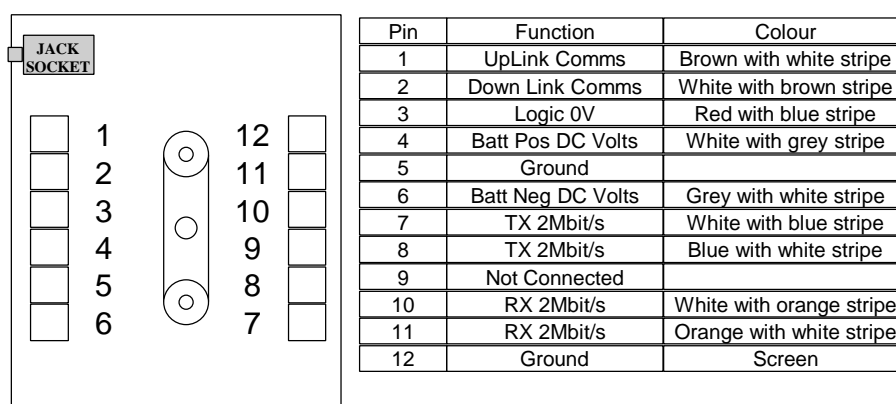 JACK
SOCKET
1 12
2 11
3 10
4 9
5 8
6 7
Pin Function Colour
1 UpLink Comms Brown with white stripe
2 Down Link Comms White with brown stripe
3 Logic 0V Red with blue stripe
4 Batt Pos DC Volts White with grey stripe
5 Ground
6 Batt Neg DC Volts Grey with white stripe
7 TX 2Mbit/s White with blue stripe
8 TX 2Mbit/s Blue with white stripe
9 Not Connected
10 RX 2Mbit/s White with orange stripe
11 RX 2Mbit/s Orange with white stripe
12 Ground Screen